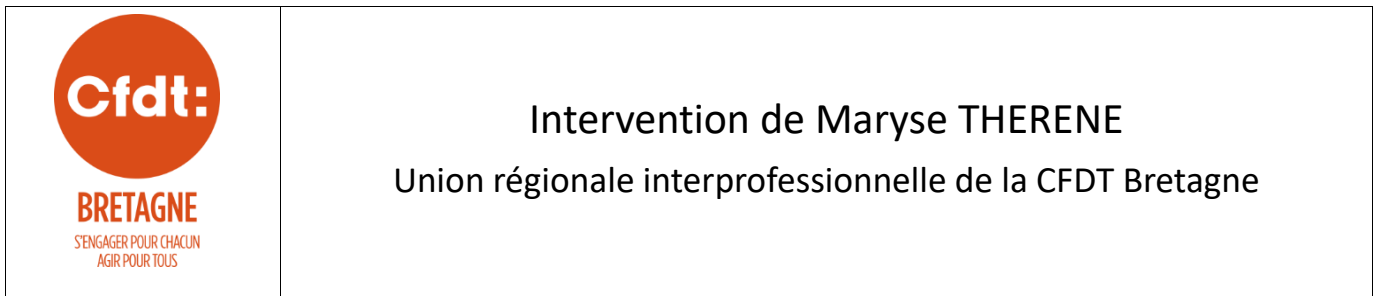 Cfdt:
BRETAGNE
S'ENGAGER POUR CHACUN
AGIR POUR TOUS
Intervention de Maryse THERENE
Union régionale interprofessionnelle de la CFDT Bretagne